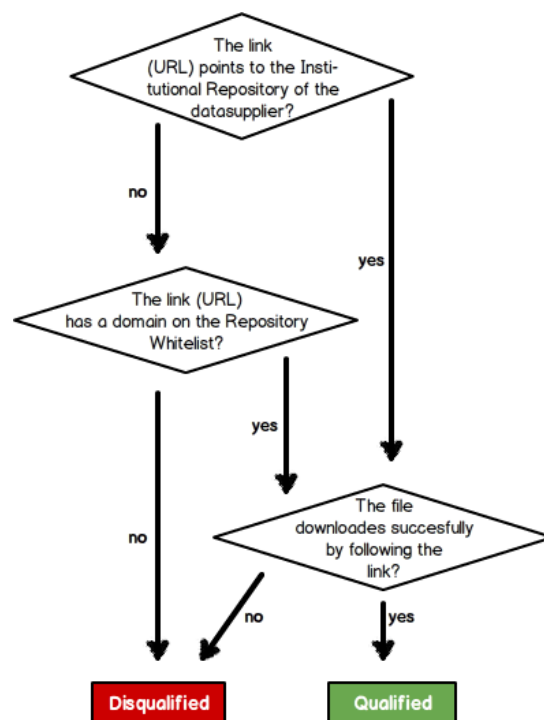 The link
(URL) points to the Insti-
tutional Repository of the
datasupplier?
no
yes
The link (URL)
has a domain on the Repository
Whitelist?
yes
no
The file
downloades succesfully
by following the
link?
no
yes
Disqualified
Qualified